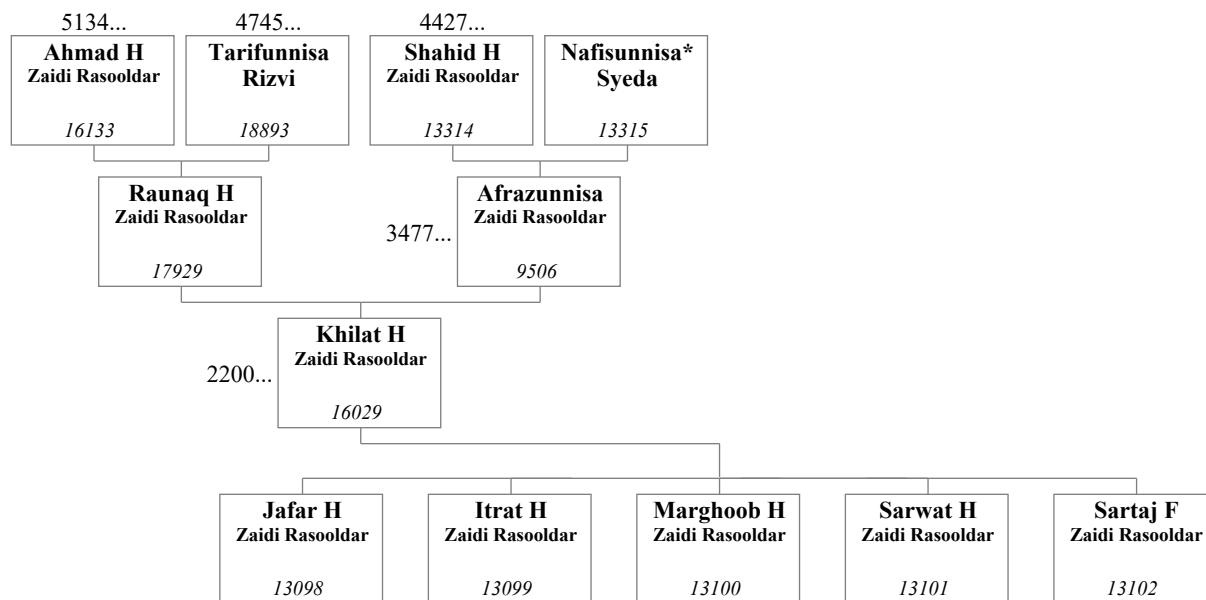 5134...
4745...
4427...
Ahmad H
Zaidi Rasooldar
16133
Tarifunnisa
Rizvi
18893
Shahid H
Zaidi Rasooldar
13314
Nafisunnisa*
Syeda
13315
Raunaq H
Zaidi Rasooldar
17929
3477...
Afrazunnisa
Zaidi Rasooldar
9506
2200...
Khilat H
Zaidi Rasooldar
16029
Jafar H
Zaidi Rasooldar
13098
Itrat H
Zaidi Rasooldar
13099
Marghoob H
Zaidi Rasooldar
13100
Sarwat H
Zaidi Rasooldar
13101
Sartaj F
Zaidi Rasooldar
13102